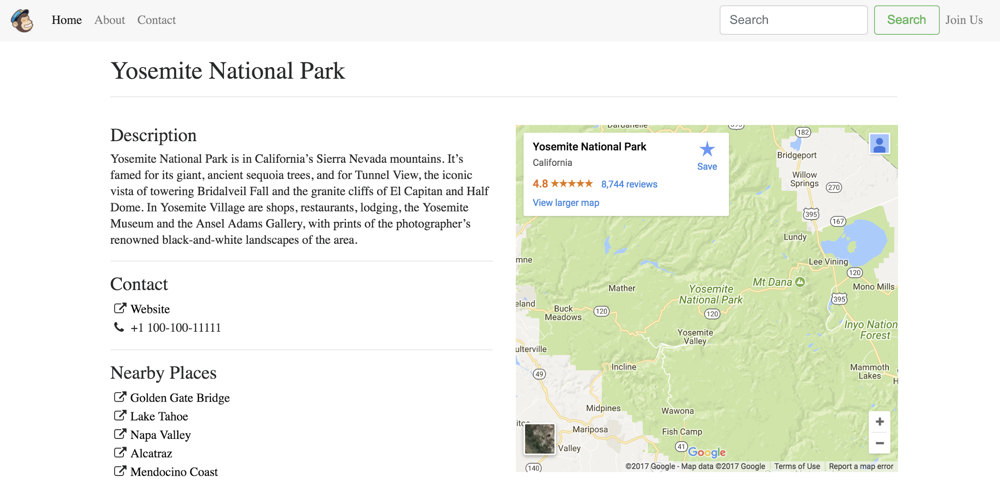 Home About Contact Search Search Join Us
Yosemite National Park
Description
Yosemite National Park is in California’s Sierra Nevada mountains. It’s
famed for its giant, ancient sequoia trees, and for Tunnel View, the iconic
vista of towering Bridalveil Fall and the granite cliffs of El Capitan and Half
Dome. In Yosemite Village are shops, restaurants, lodging, the Yosemite
Museum and the Ansel Adams Gallery, with prints of the photographer’s
renowned black-and-white landscapes of the area.
Contact
Website
+1 100-100-11111
Nearby Places
Golden Gate Bridge
Lake Tahoe
Napa Valley
Alcatraz
Mendocino Coast
Yosemite National Park
California
Save
4.8 8,744 reviews
View larger map
Dardanelle
395
182
Bridgeport
Willow
Springs
270
395
167
Lundy
mne
Lee Vining
120
Mt Dana
Mono Mills
Mather
Yosemite
National Park
395
eland
Buck
Meadows
120
120
Inyo Nation
Forest
Yosemite
Valley
ulterville
Incline
49
Mammoth
Lakes
H
Midpines
Wawona
Mariposa
Fish Camp
Valley
41
Google
140
©2017 Google - Map data ©2017 Google Terms of Use Report a map error